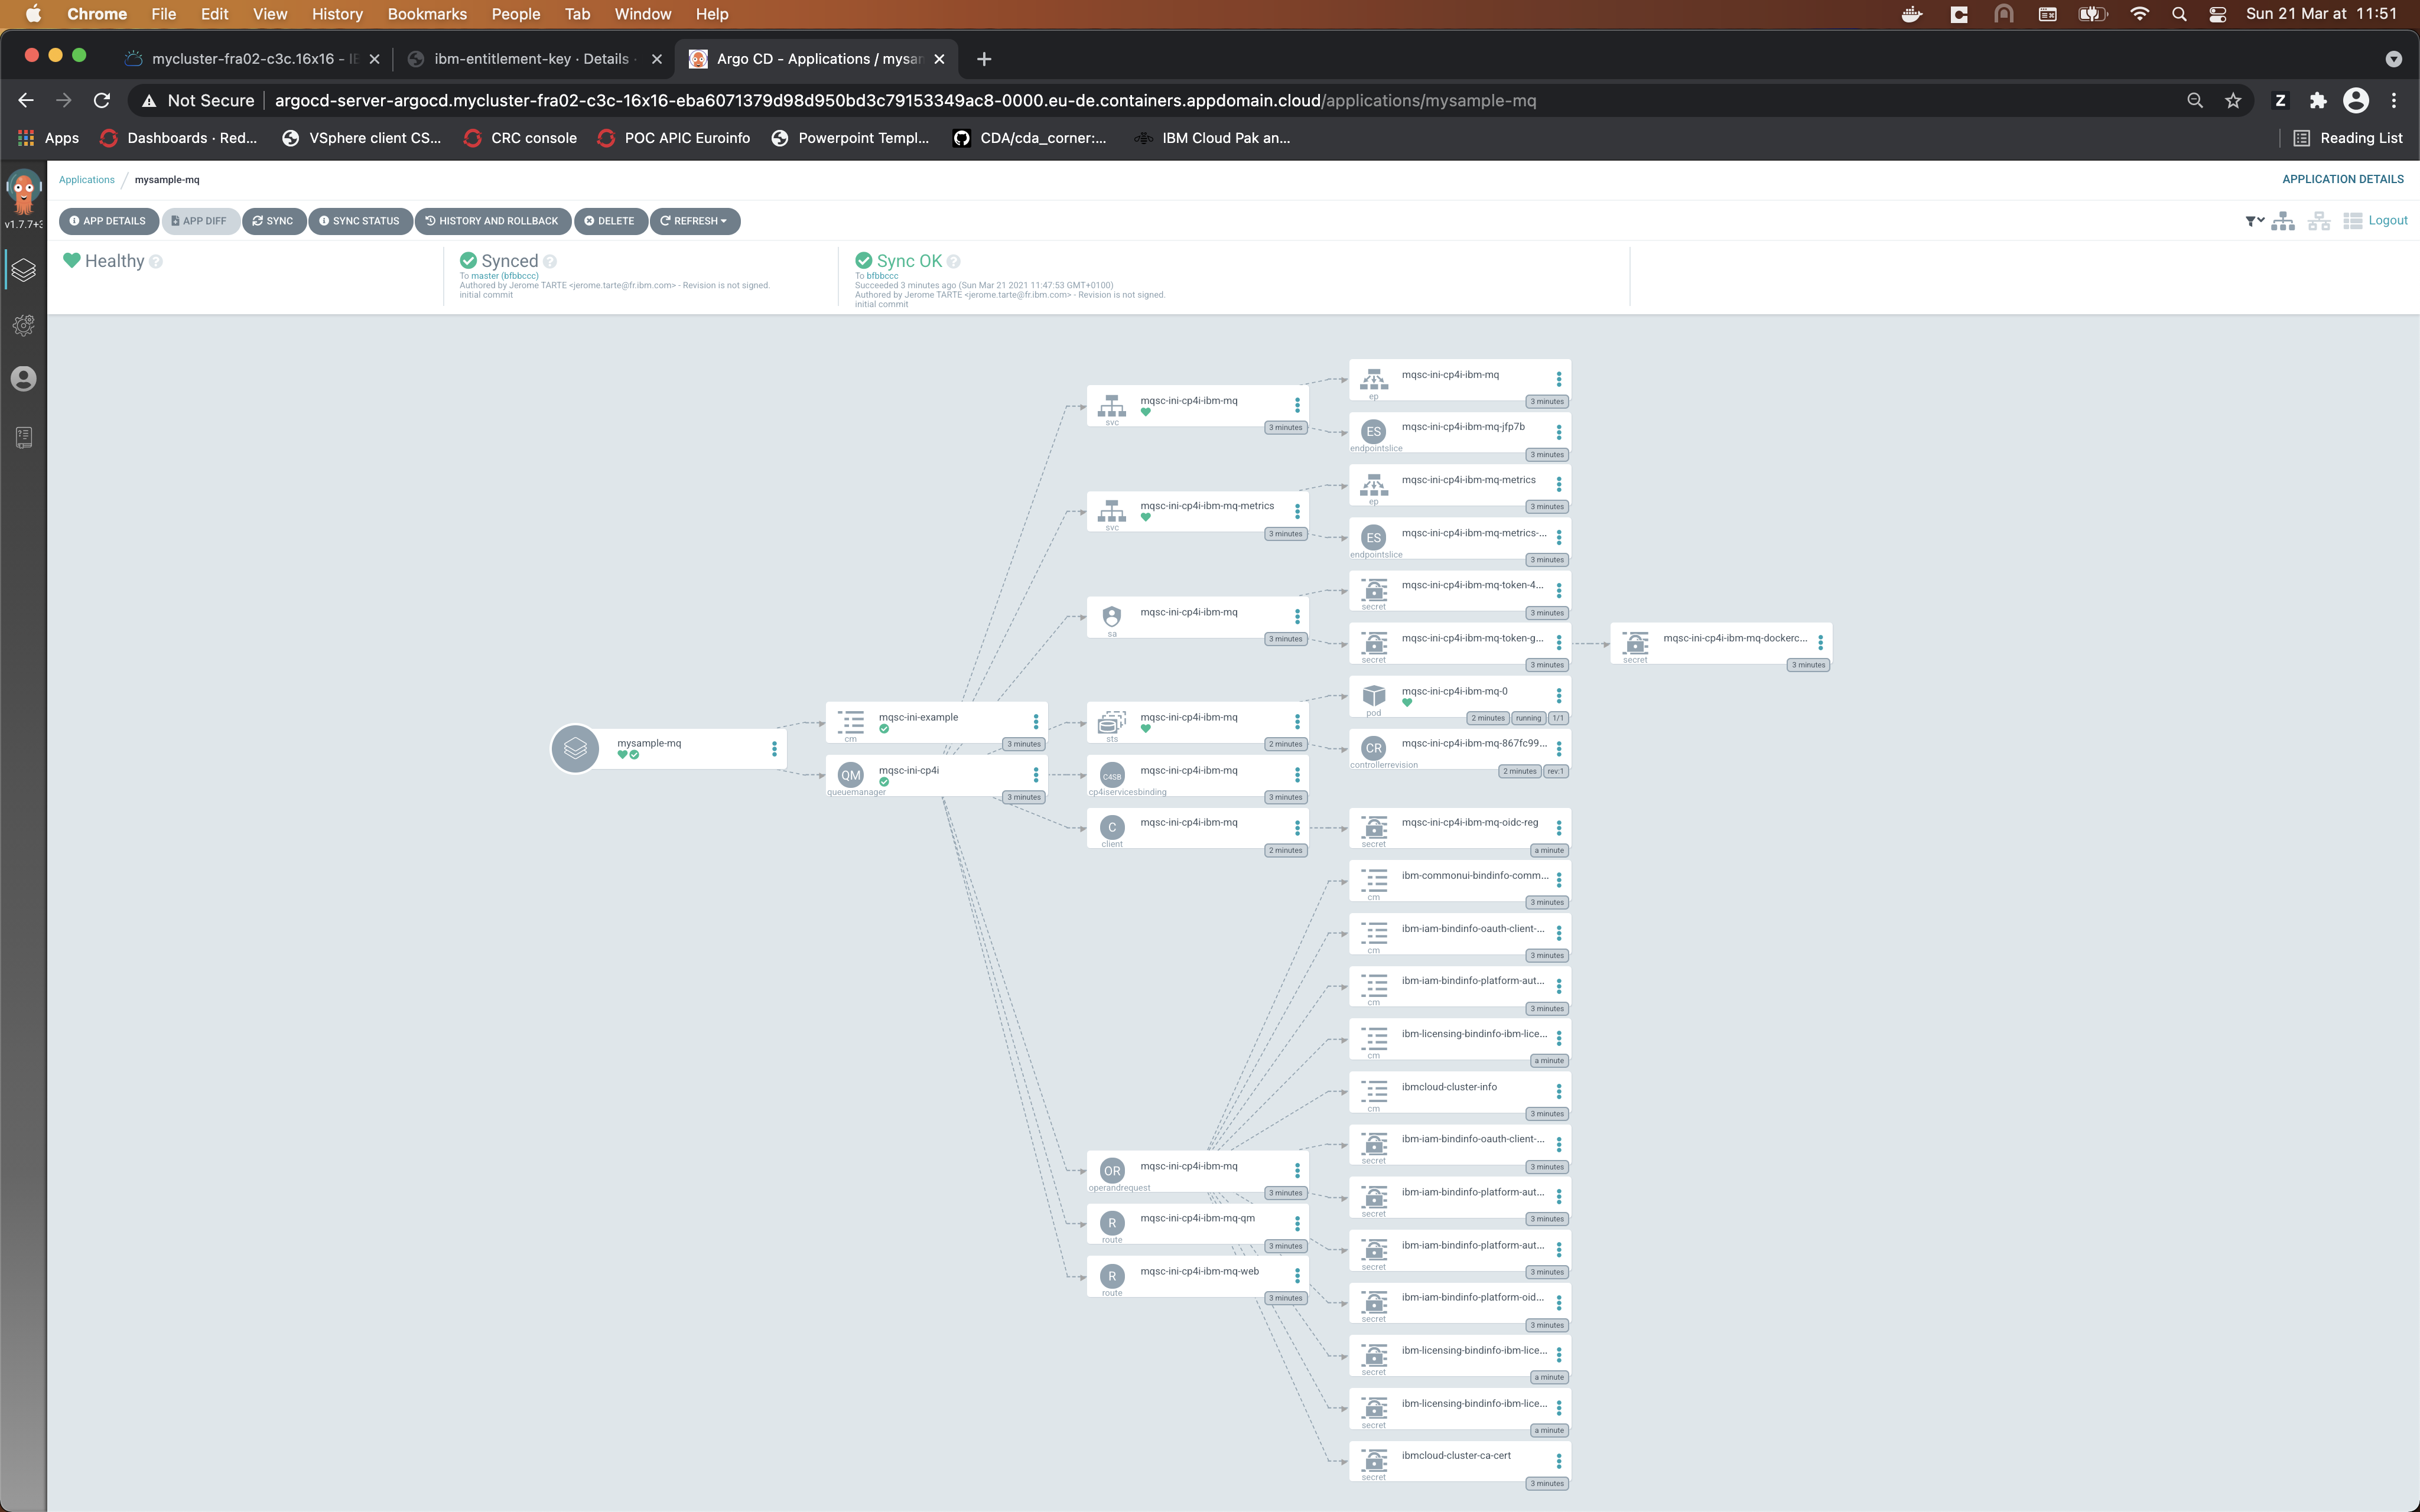 Chrome File Edit View History Bookmarks People Tab Window Help
Sun 21 Mar at 11:51
mycluster-fra02-c3c.16x16 - IB
ibm-entitlement-key · Details ·
Argo CD - Applications / mysam
Not Secure
argocd-server-argocd.mycluster-fra02-c3c-16x16-eba6071379d98d950bd3c79153349ac8-0000.eu-de.containers.appdomain.cloud/applications/mysample-mq
Apps
Dashboards · Red...
VSphere client CS...
CRC console
POC APIC Euroinfo
Powerpoint Templ...
CDA/cda_corner:...
IBM Cloud Pak an...
Reading List
Applications / mysample-mq
APPLICATION DETAILS
v1.7.7+3
APP DETAILS
APP DIFF
SYNC
SYNC STATUS
HISTORY AND ROLLBACK
DELETE
REFRESH
Logout
Healthy
Synced
To master (bfbbccc)
Authored by Jerome TARTE <jerome.tarte@fr.ibm.com> - Revision is not signed.
initial commit
Sync OK
To bfbbccc
Succeeded 3 minutes ago (Sun Mar 21 2021 11:47:53 GMT+0100)
Authored by Jerome TARTE <jerome.tarte@fr.ibm.com> - Revision is not signed.
initial commit
mysample-mq
mqsc-ini-example
cm
3 minutes
QM
mqsc-ini-cp4i
queuemanager
3 minutes
mqsc-ini-cp4i-ibm-mq
svc
3 minutes
mqsc-ini-cp4i-ibm-mq-metrics
svc
3 minutes
mqsc-ini-cp4i-ibm-mq
sa
3 minutes
mqsc-ini-cp4i-ibm-mq
sts
2 minutes
C4SB
mqsc-ini-cp4i-ibm-mq
cp4iservicesbinding
3 minutes
C
mqsc-ini-cp4i-ibm-mq
client
2 minutes
OR
mqsc-ini-cp4i-ibm-mq
operandrequest
3 minutes
R
mqsc-ini-cp4i-ibm-mq-qm
route
3 minutes
R
mqsc-ini-cp4i-ibm-mq-web
route
3 minutes
mqsc-ini-cp4i-ibm-mq
ep
3 minutes
ES
mqsc-ini-cp4i-ibm-mq-jfp7b
endpointslice
3 minutes
mqsc-ini-cp4i-ibm-mq-metrics
ep
3 minutes
ES
mqsc-ini-cp4i-ibm-mq-metrics-...
endpointslice
3 minutes
mqsc-ini-cp4i-ibm-mq-token-4...
secret
3 minutes
mqsc-ini-cp4i-ibm-mq-token-g...
secret
3 minutes
mqsc-ini-cp4i-ibm-mq-dockerc...
secret
3 minutes
mqsc-ini-cp4i-ibm-mq-0
pod
2 minutes running 1/1
CR
mqsc-ini-cp4i-ibm-mq-867fc99...
controllerrevision
2 minutes rev:1
mqsc-ini-cp4i-ibm-mq-oidc-reg
secret
a minute
ibm-commonui-bindinfo-comm...
cm
3 minutes
ibm-iam-bindinfo-oauth-client-...
cm
3 minutes
ibm-iam-bindinfo-platform-aut...
cm
3 minutes
ibm-licensing-bindinfo-ibm-lice...
cm
a minute
ibmcloud-cluster-info
cm
3 minutes
ibm-iam-bindinfo-oauth-client-...
secret
3 minutes
ibm-iam-bindinfo-platform-aut...
secret
3 minutes
ibm-iam-bindinfo-platform-aut...
secret
3 minutes
ibm-iam-bindinfo-platform-oid...
secret
3 minutes
ibm-licensing-bindinfo-ibm-lice...
secret
a minute
ibm-licensing-bindinfo-ibm-lice...
secret
a minute
ibmcloud-cluster-ca-cert
secret
3 minutes